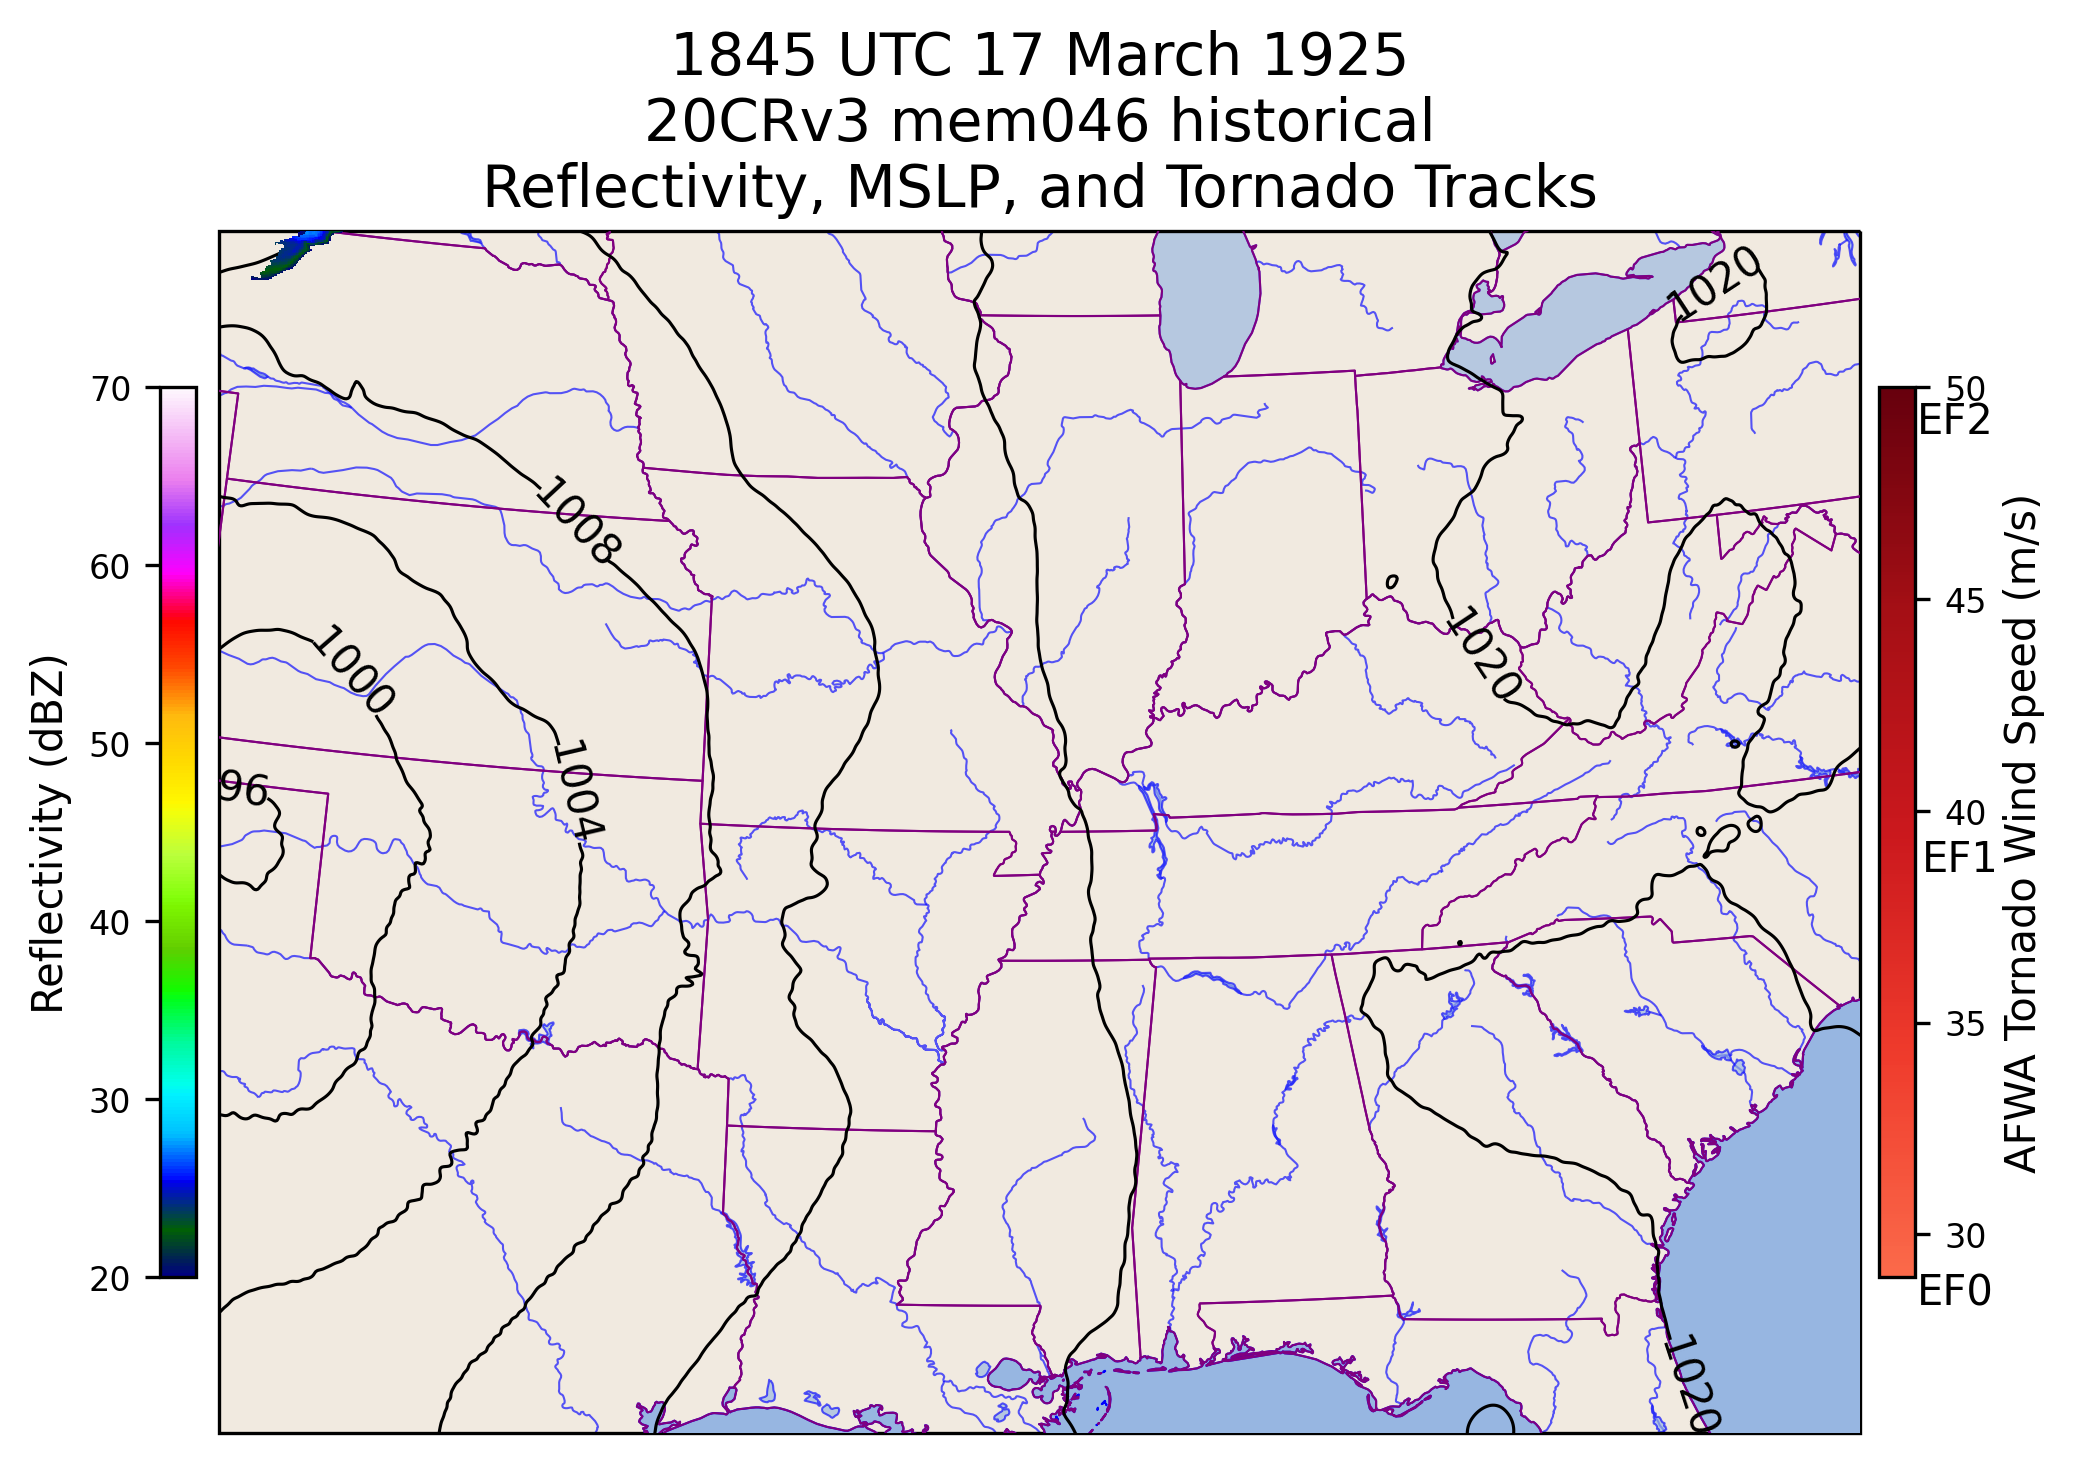 1845 UTC 17 March 1925
20CRv3 mem046 historical
Reflectivity, MSLP, and Tornado Tracks
Reflectivity (dBZ)
70
60
50
40
30
20
1020
1008
1020
1000
1004
96
1020
50
EF2
45
40
EF1
35
30
EF0
AFWA Tornado Wind Speed (m/s)